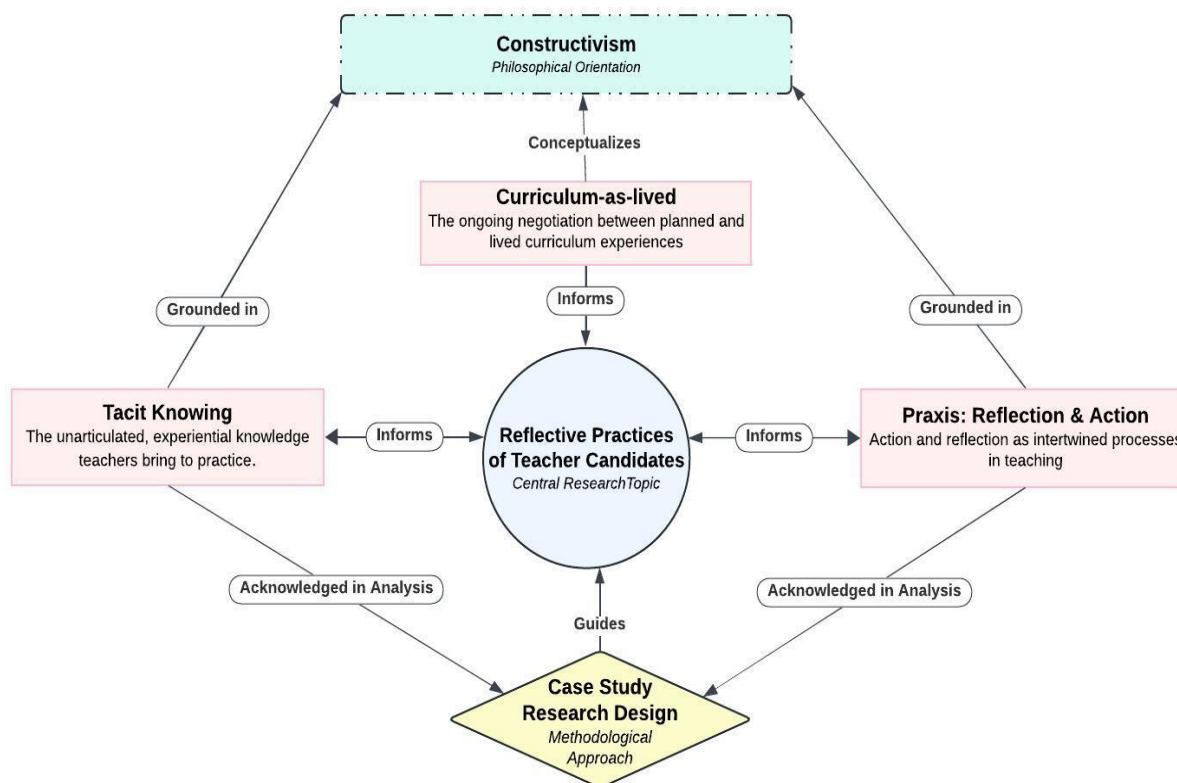 Constructivism
Philosophical Orientation
Conceptualizes
Curriculum-as-lived
The ongoing negotiation between planned and
lived curriculum experiences
Grounded in
Informs
Grounded in
Tacit Knowing
The unarticulated, experiential knowledge
teachers bring to practice.
Informs
Reflective Practices
of Teacher Candidates
Central ResearchTopic
Informs
Praxis: Reflection & Action
Action and reflection as intertwined processes
in teaching
Acknowledged in Analysis
Guides
Acknowledged in Analysis
Case Study
Research Design
Methodological
Approach